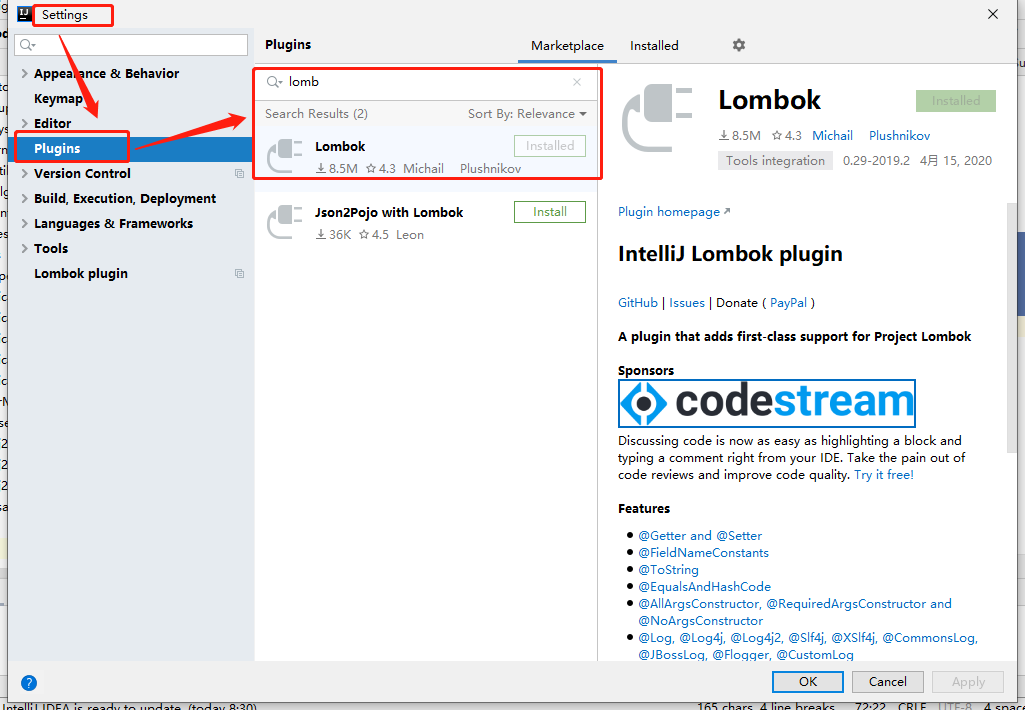 Settings
Plugins
Marketplace
Installed
Appearance & Behavior
Keymap
Editor
Plugins
Version Control
Build, Execution, Deployment
Languages & Frameworks
Tools
Lombok plugin
lomb
Search Results (2)
Sort By: Relevance
Lombok
Installed
8.5M 4.3 Michail Plushnikov
Json2Pojo with Lombok
Install
36K 4.5 Leon
Lombok
Installed
8.5M 4.3 Michail Plushnikov
Tools integration 0.29-2019.2 4月 15, 2020
Plugin homepage
IntelliJ Lombok plugin
GitHub | Issues | Donate ( PayPal )
A plugin that adds first-class support for Project Lombok
Sponsors
codestream
Discussing code is now as easy as highlighting a block and
typing a comment right from your IDE. Take the pain out of
code reviews and improve code quality. Try it free!
Features
@Getter and @Setter
@FieldNameConstants
@ToString
@EqualsAndHashCode
@AllArgsConstructor, @RequiredArgsConstructor and
@NoArgsConstructor
@Log, @Log4j, @Log4j2, @Slf4j, @XSlf4j, @CommonsLog,
@JBossLog, @Flogger, @CustomLog
?
OK
Cancel
Apply
IntelliJ IDEA is ready to update. (today 8:30)
165 chars, 4 line breaks 72:22 CRLF UTF-8 4 space